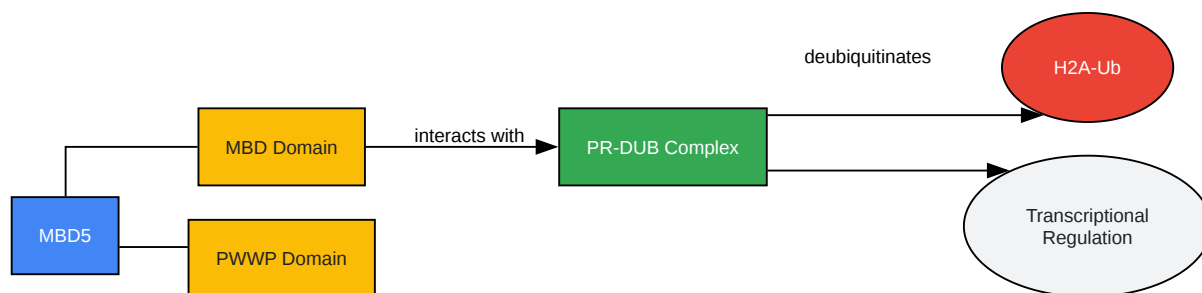 deubiquitinates
H2A-Ub
MBD Domain
interacts with
PR-DUB Complex
MBD5
PWWP Domain
Transcriptional
Regulation